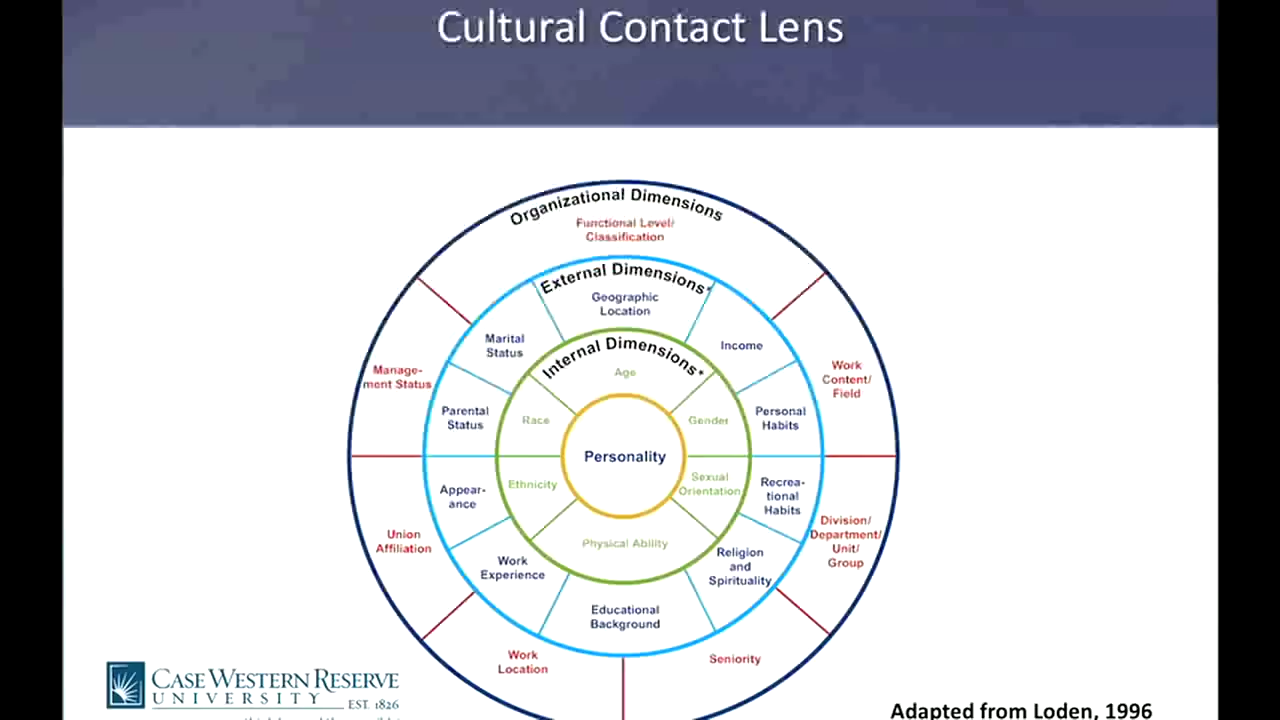 Cultural Contact Lens
Organizational Dimensions
Functional Level/
Classification
External Dimensions*
Geographic
Location
Marital
Status
Income
Internal Dimensions*
Age
Manage-
ment Status
Work
Content/
Field
Parental
Status
Race
Gender
Personal
Habits
Personality
Appear-
ance
Ethnicity
Sexual
Orientation
Recrea-
tional
Habits
Union
Affiliation
Division/
Department/
Unit/
Group
Physical Ability
Work
Experience
Religion
and
Spirituality
Educational
Background
Work
Location
Seniority
CASE WESTERN RESERVE
UNIVERSITY
EST. 1826
Adapted from Loden, 1996